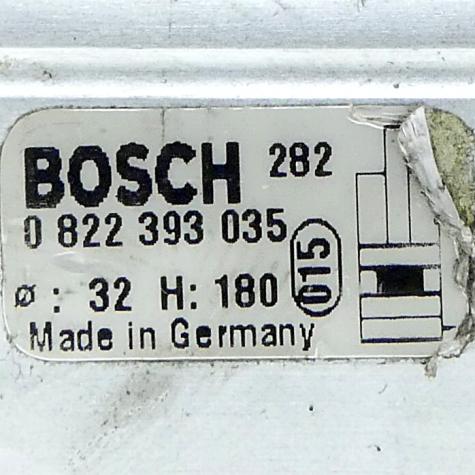 BOSCH 282
0 822 393 035
015
ø : 32 H: 180
Made in Germany